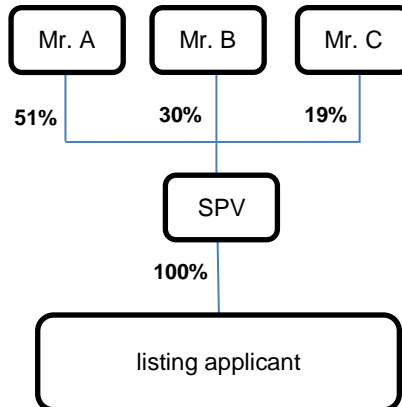 Mr. A
Mr. B
Mr. C
51%
30%
19%
SPV
100%
listing applicant